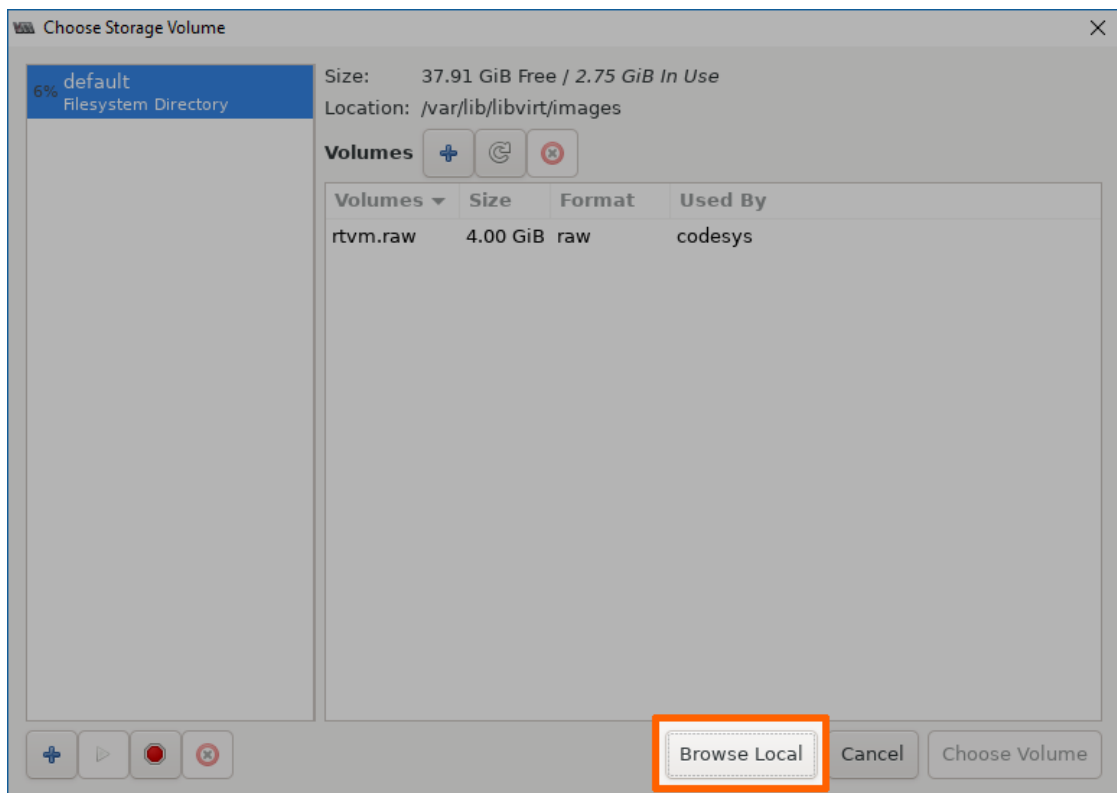 Choose Storage Volume
6% default
Filesystem Directory
Size: 37.91 GiB Free / 2.75 GiB In Use
Location: /var/lib/libvirt/images
Volumes
Volumes Size Format Used By
rtvm.raw 4.00 GiB raw codesys
Browse Local Cancel Choose Volume